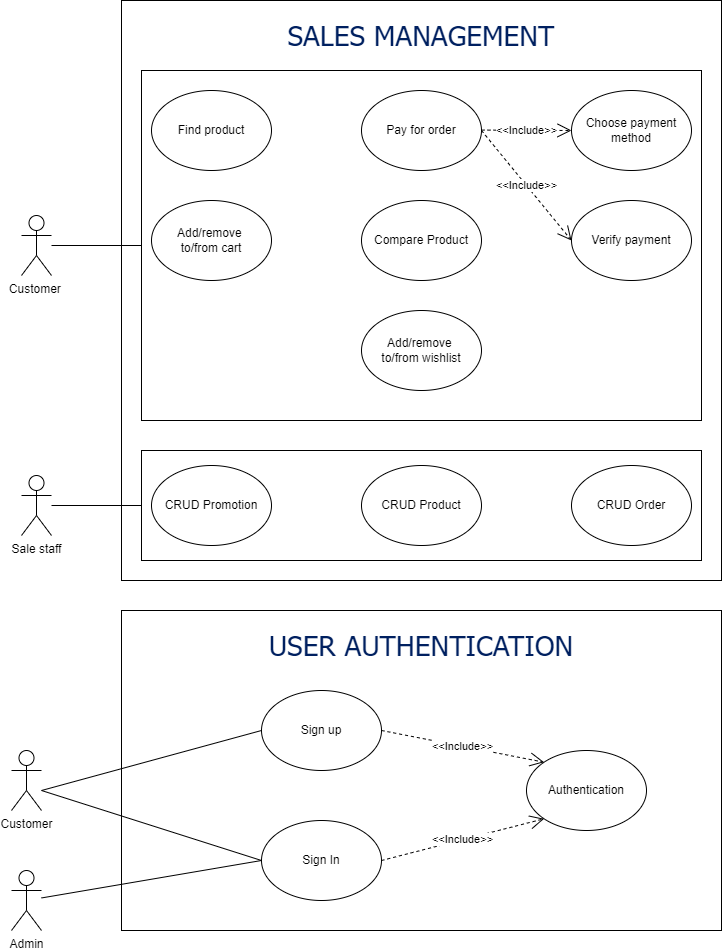 SALES MANAGEMENT
Find product
Pay for order
<<Include>>
Choose payment
method
<<Include>>
Add/remove
to/from cart
Compare Product
Verify payment
Customer
Add/remove
to/from wishlist
CRUD Promotion
CRUD Product
CRUD Order
Sale staff
USER AUTHENTICATION
Sign up
<<Include>>
Authentication
Customer
<<Include>>
Sign In
Admin